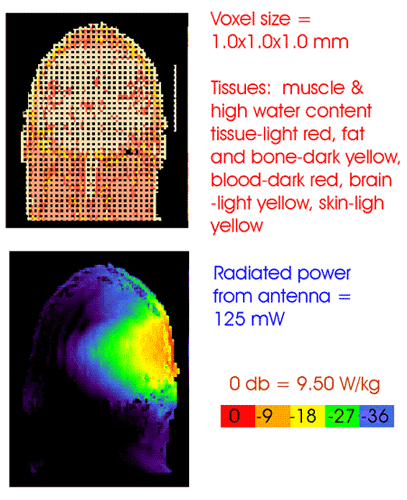 Voxel size =
1.0x1.0x1.0 mm
Tissues: muscle &
high water content
tissue-light red, fat
and bone-dark yellow,
blood-dark red, brain
-light yellow, skin-ligh
yellow
Radiated power
from antenna =
125 mW
0 db = 9.50 W/kg
0 -9 -18 -27 -36